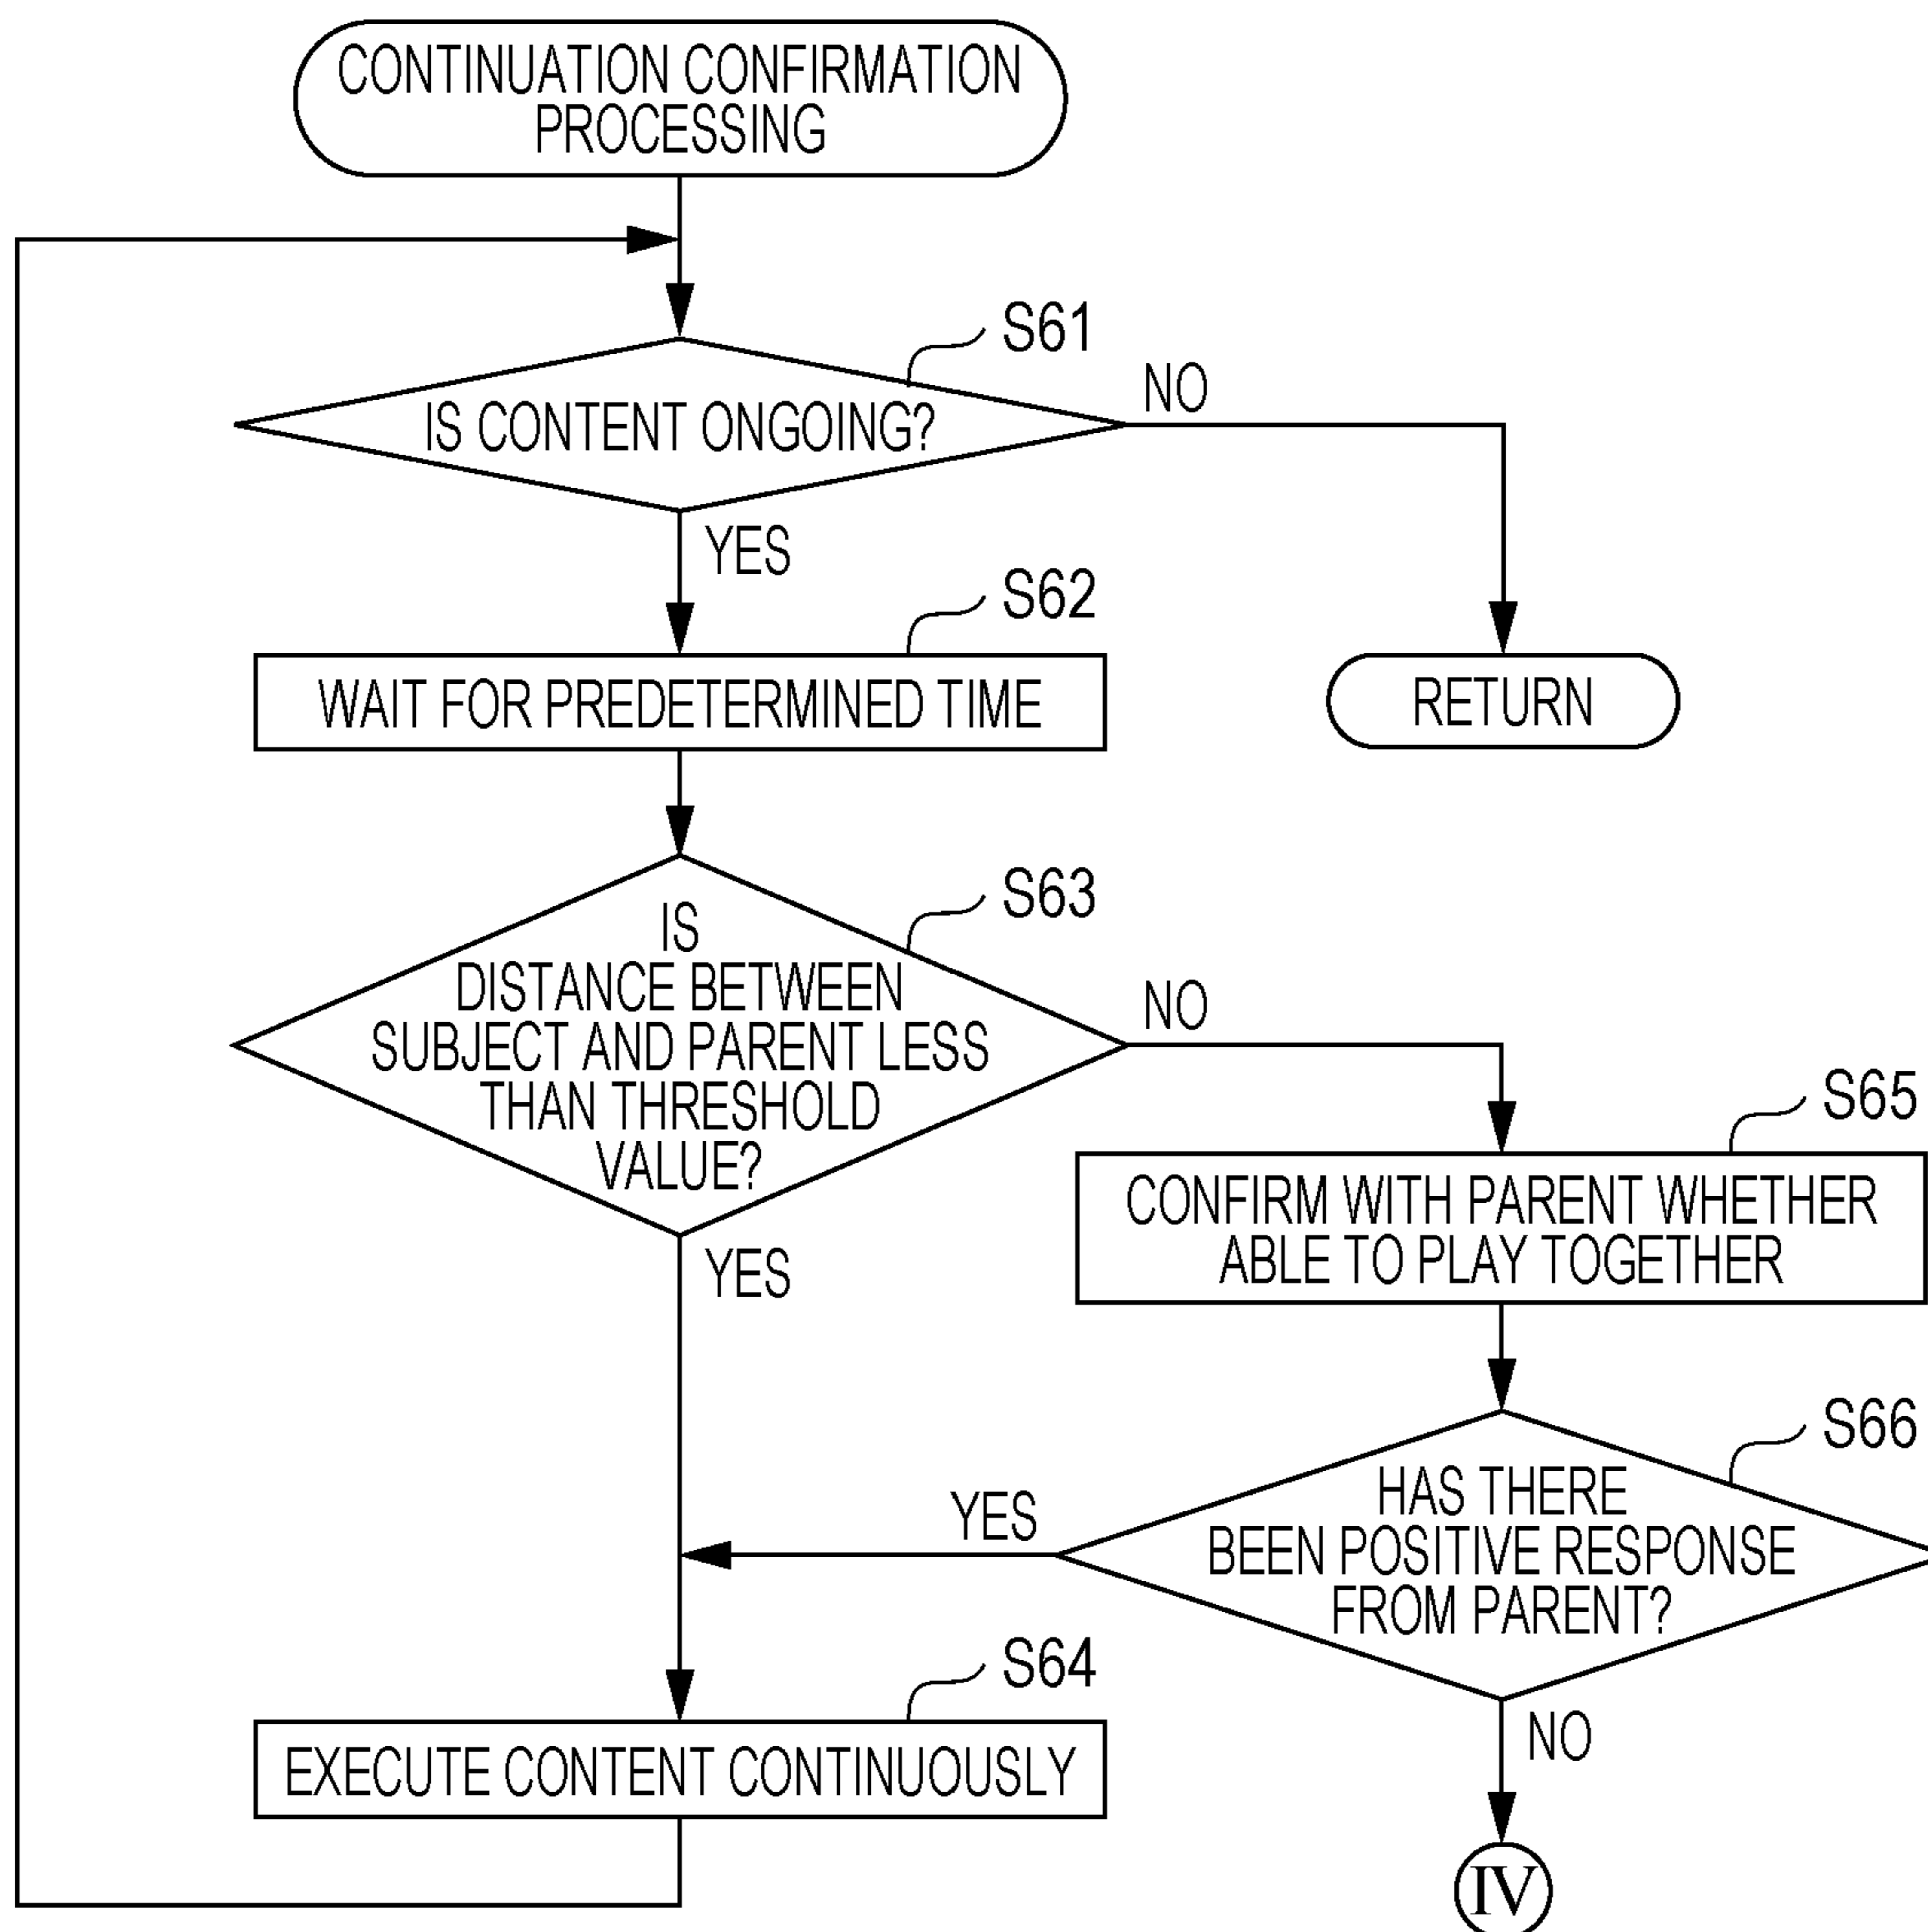 CONTINUATION CONFIRMATION
PROCESSING
S61
IS CONTENT ONGOING?
NO
YES
S62
WAIT FOR PREDETERMINED TIME
RETURN
S63
IS
DISTANCE BETWEEN
SUBJECT AND PARENT LESS
THAN THRESHOLD
VALUE?
NO
YES
S65
CONFIRM WITH PARENT WHETHER
ABLE TO PLAY TOGETHER
S66
HAS THERE
BEEN POSITIVE RESPONSE
FROM PARENT?
YES
NO
S64
EXECUTE CONTENT CONTINUOUSLY
IV